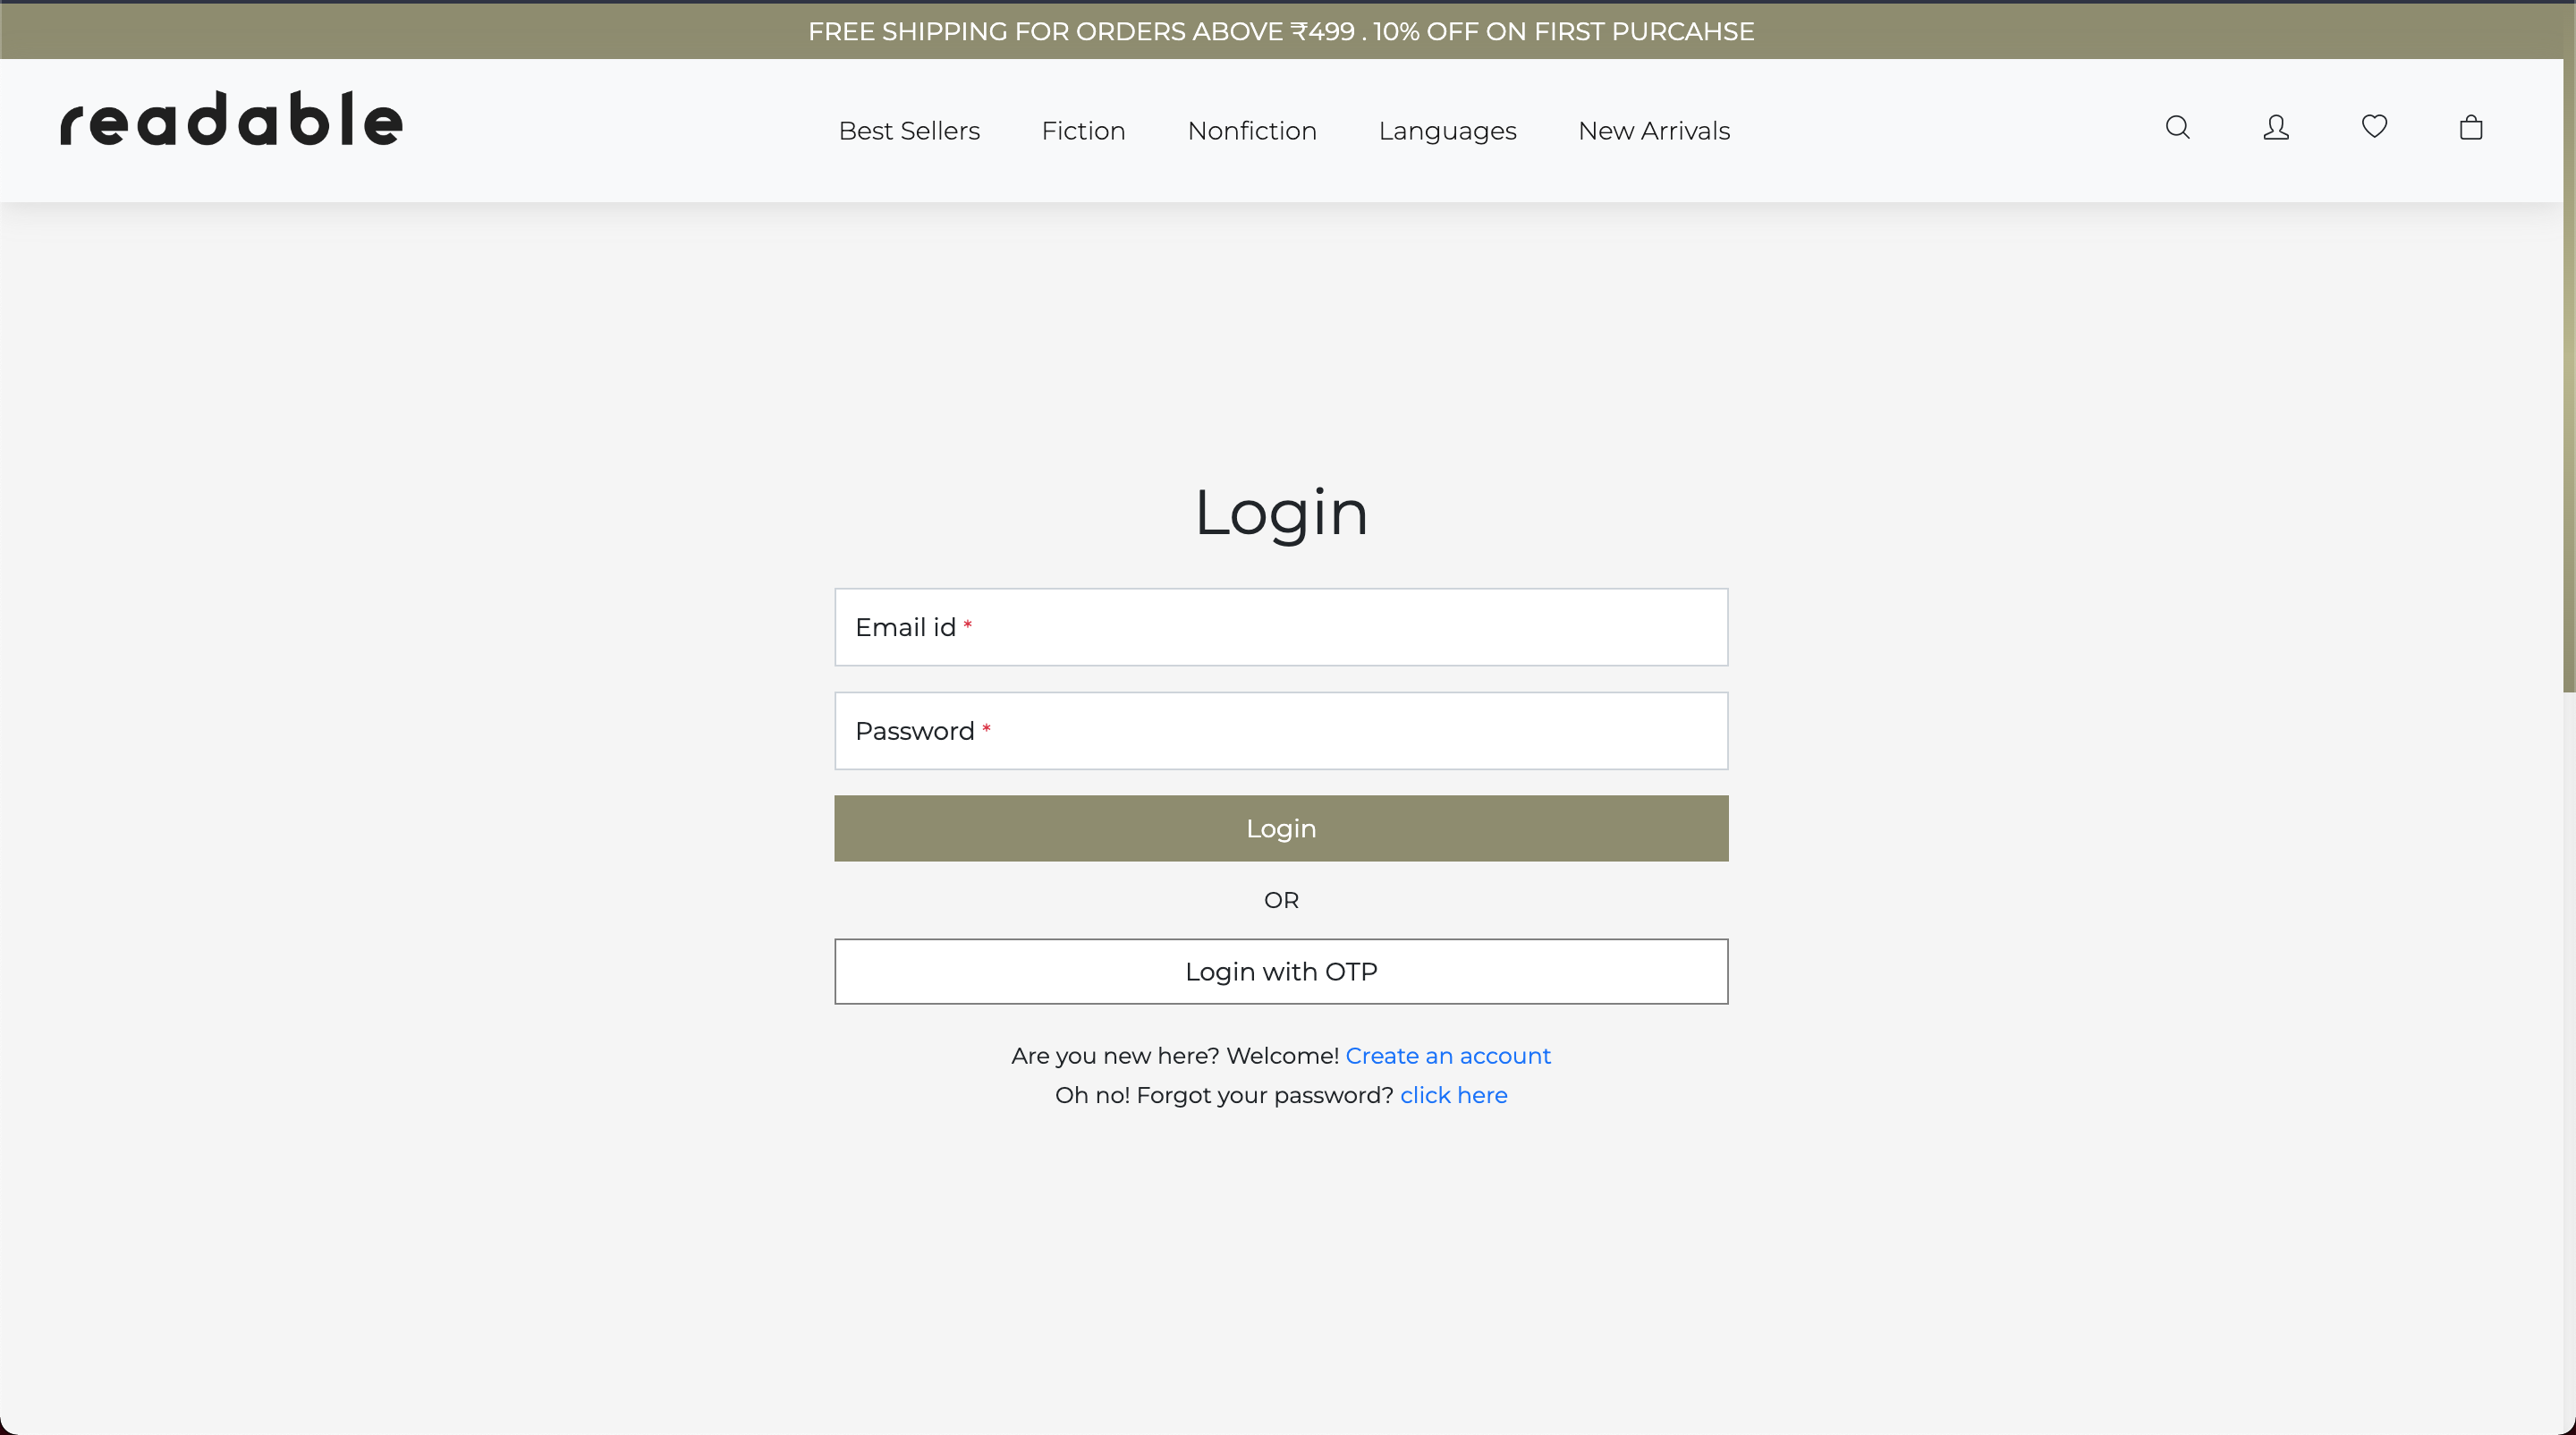 FREE SHIPPING FOR ORDERS ABOVE ₹499 . 10% OFF ON FIRST PURCAHSE
readable
Best Sellers Fiction Nonfiction Languages New Arrivals
Login
Email id *
Password *
Login
OR
Login with OTP
Are you new here? Welcome! Create an account
Oh no! Forgot your password? click here